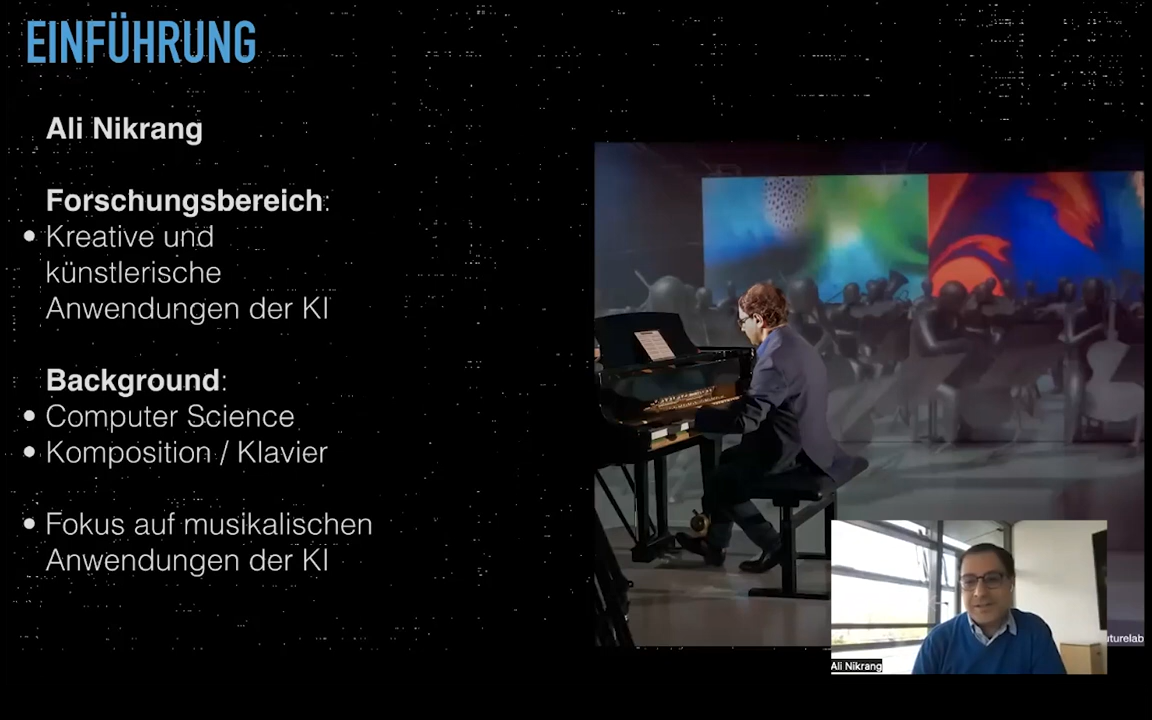 EINFÜHRUNG
Ali Nikrang
Forschungsbereich:
• Kreative und
künstlerische
Anwendungen der KI
Background:
• Computer Science
• Komposition / Klavier
• Fokus auf musikalischen
Anwendungen der KI
uturelab
Ali Nikrang